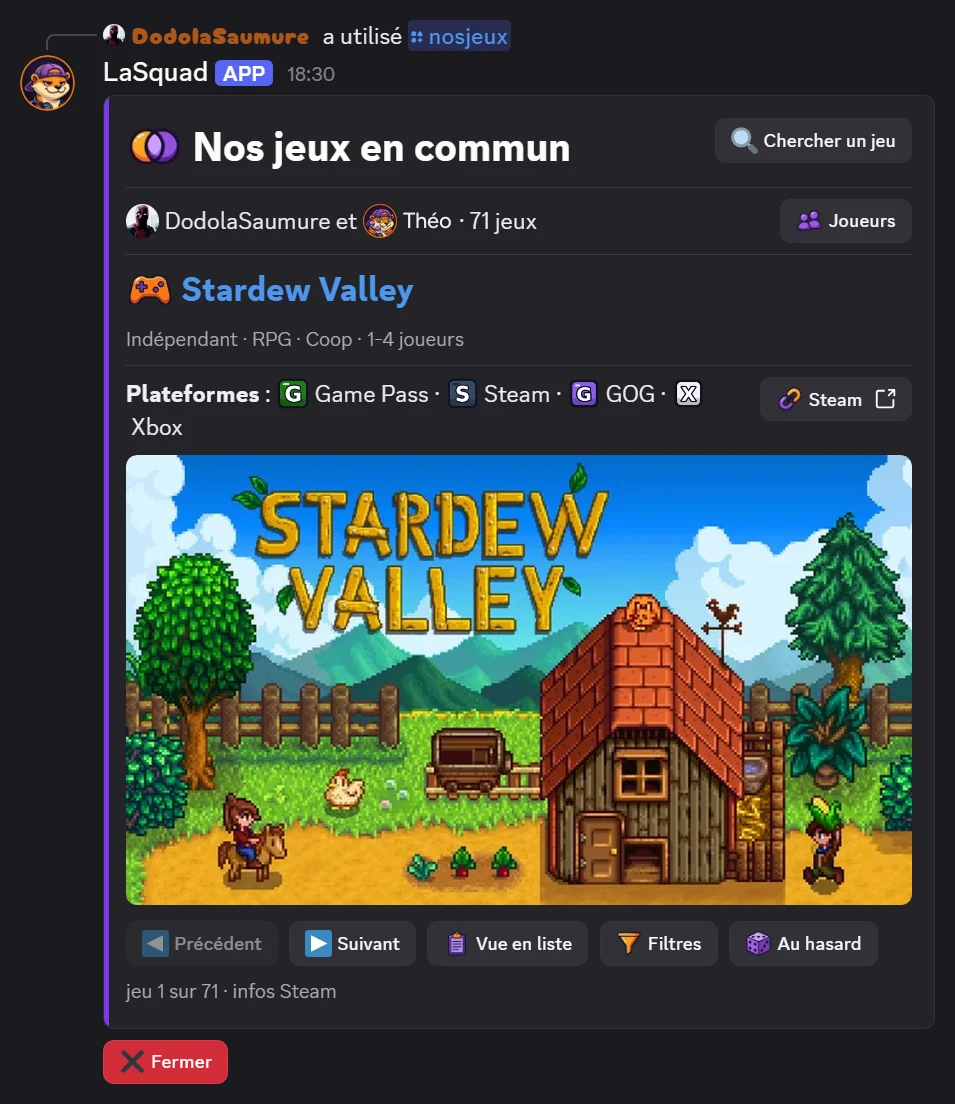 DodolaSaumure a utilisé nosjeux
LaSquad APP 18:30
Nos jeux en commun
Chercher un jeu
DodolaSaumure et Théo · 71 jeux
Joueurs
Stardew Valley
Indépendant · RPG · Coop · 1-4 joueurs
Plateformes : G Game Pass · S Steam · G GOG · X
Xbox
Steam
STARDEW
VALLEY
Précédent
Suivant
Vue en liste
Filtres
Au hasard
jeu 1 sur 71 · infos Steam
Fermer